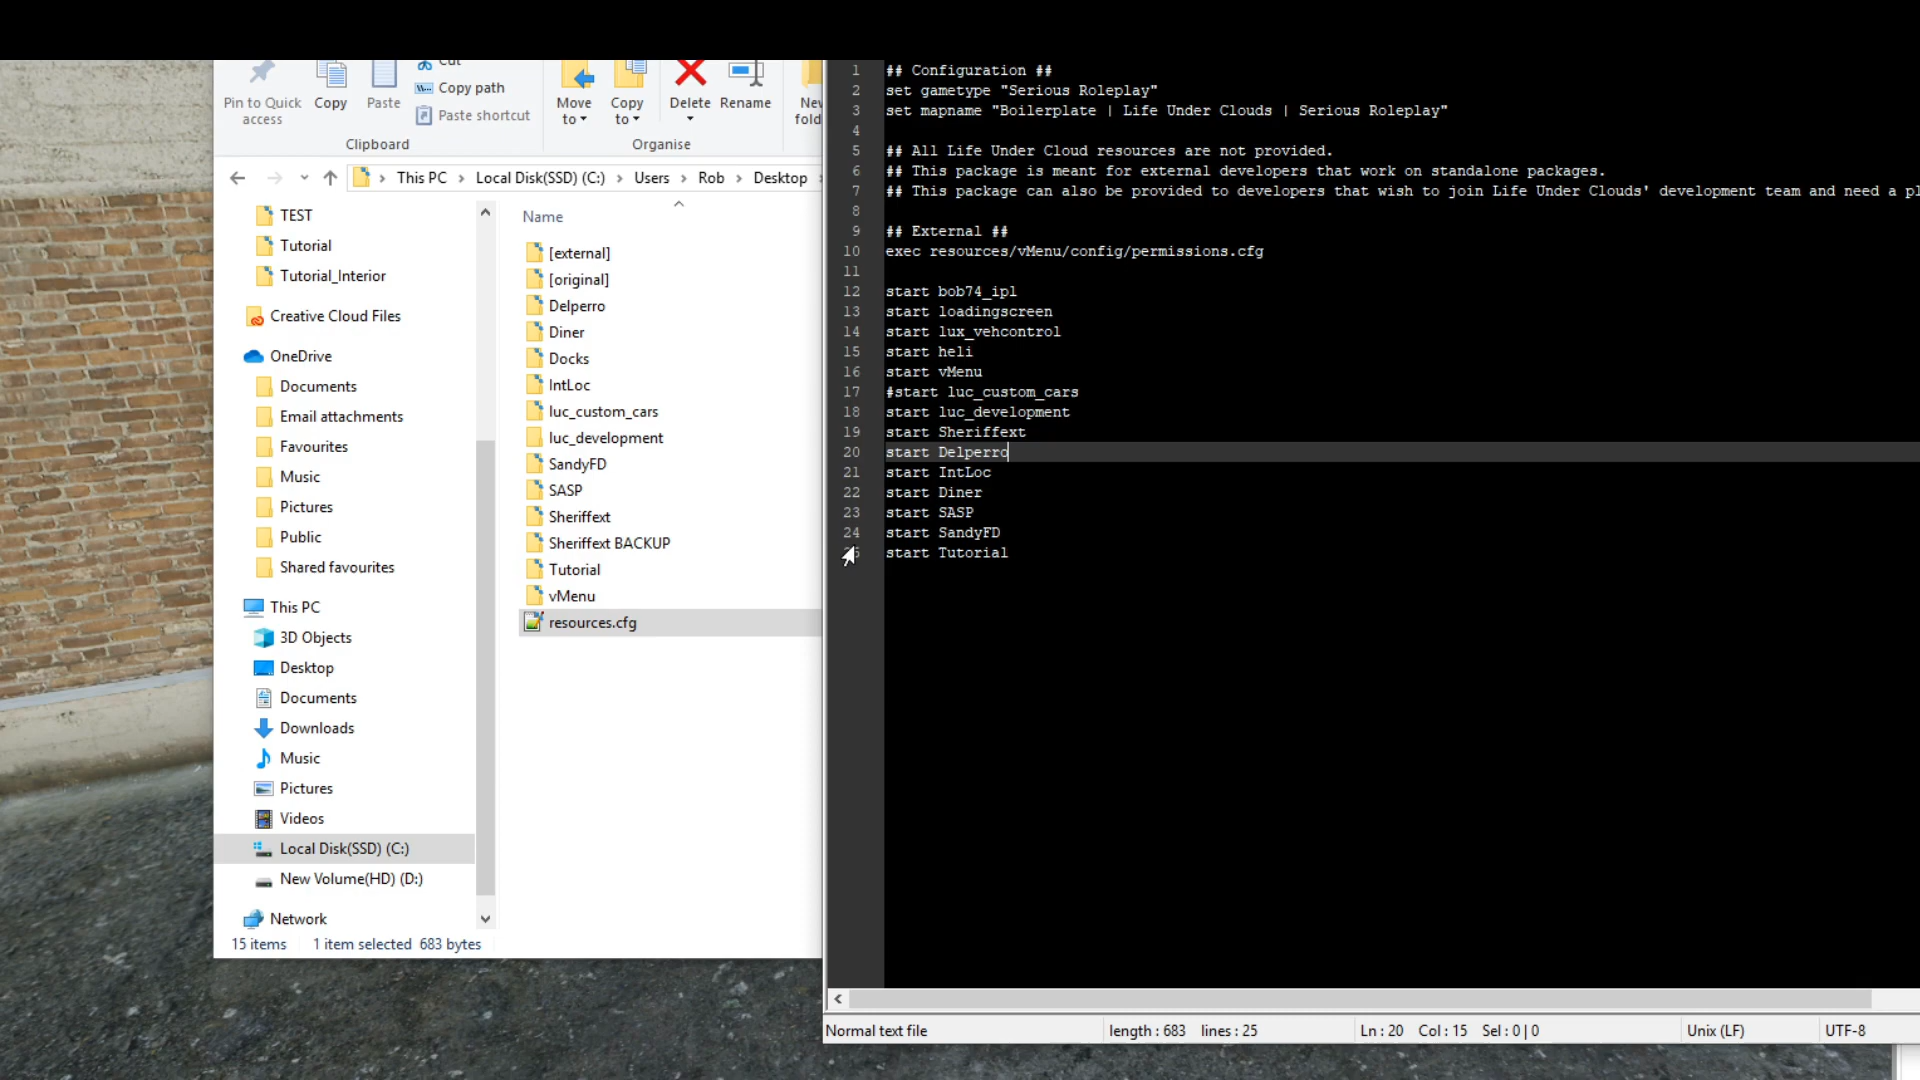 Cut
Pin to Quick access
Copy
Paste
Copy path
Paste shortcut
Move to
Copy to
Delete
Rename
Clipboard
Organise
This PC > Local Disk(SSD) (C:) > Users > Rob > Desktop >
TEST
Tutorial
Tutorial_Interior
Creative Cloud Files
OneDrive
Documents
Email attachments
Favourites
Music
Pictures
Public
Shared favourites
This PC
3D Objects
Desktop
Documents
Downloads
Music
Pictures
Videos
Local Disk(SSD) (C:)
New Volume(HD) (D:)
Network
15 items 1 item selected 683 bytes
Name
[external]
[original]
Delperro
Diner
Docks
IntLoc
luc_custom_cars
luc_development
SandyFD
SASP
Sheriffext
Sheriffext BACKUP
Tutorial
vMenu
resources.cfg
1 ## Configuration ##
2 set gametype "Serious Roleplay"
3 set mapname "Boilerplate | Life Under Clouds | Serious Roleplay"
4
5 ## All Life Under Cloud resources are not provided.
6 ## This package is meant for external developers that work on standalone packages.
7 ## This package can also be provided to developers that wish to join Life Under Clouds' development team and need a
8
9 ## External ##
10 exec resources/vMenu/config/permissions.cfg
11
12 start bob74_ipl
13 start loadingscreen
14 start lux_vehcontrol
15 start heli
16 start vMenu
17 #start luc_custom_cars
18 start luc_development
19 start Sheriffext
20 start Delperro
21 start IntLoc
22 start Diner
23 start SASP
24 start SandyFD
start Tutorial
Normal text file
length : 683 lines : 25
Ln : 20 Col : 15 Sel : 0 | 0
Unix (LF)
UTF-8